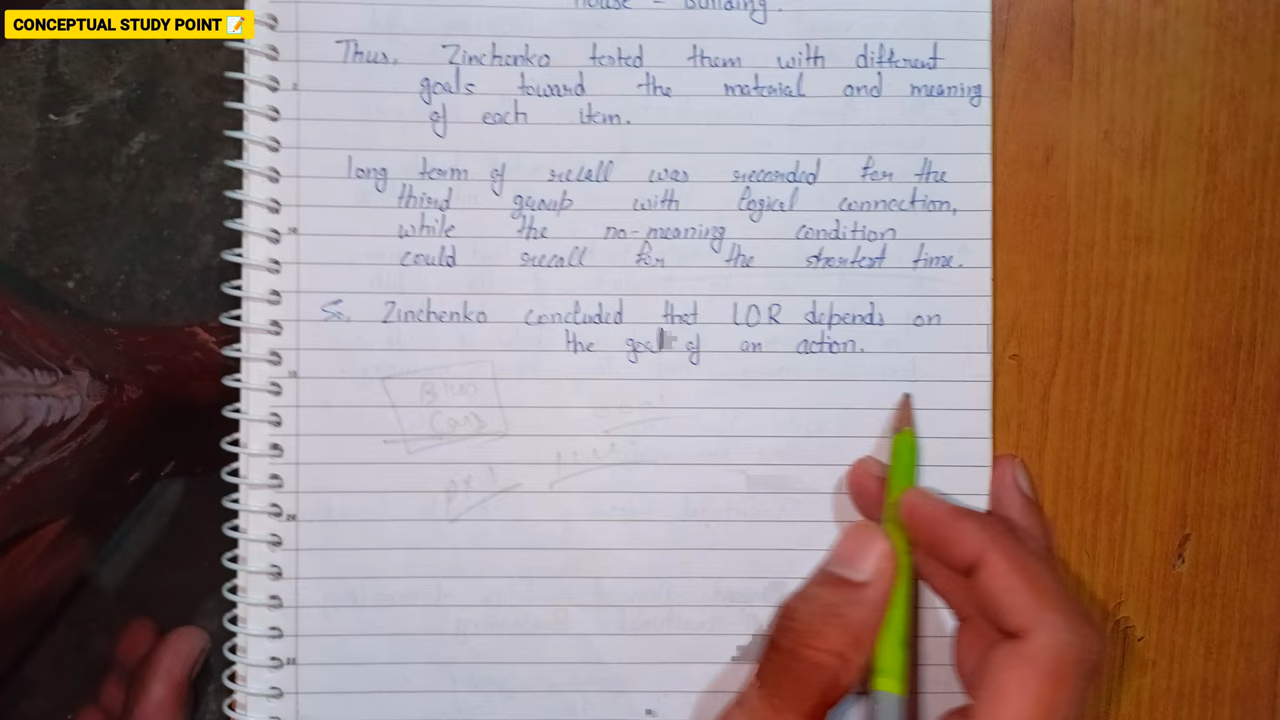 CONCEPTUAL STUDY POINT 📝
House - Building.
Thus, Zinchenko tested them with different
goals toward the material and meaning
of each item.
long term of recall was recorded for the
third group with logical connection,
while the no-meaning condition
could recall for the shortest time.
So, Zinchenko concluded that LOR depends on
the goal of an action.